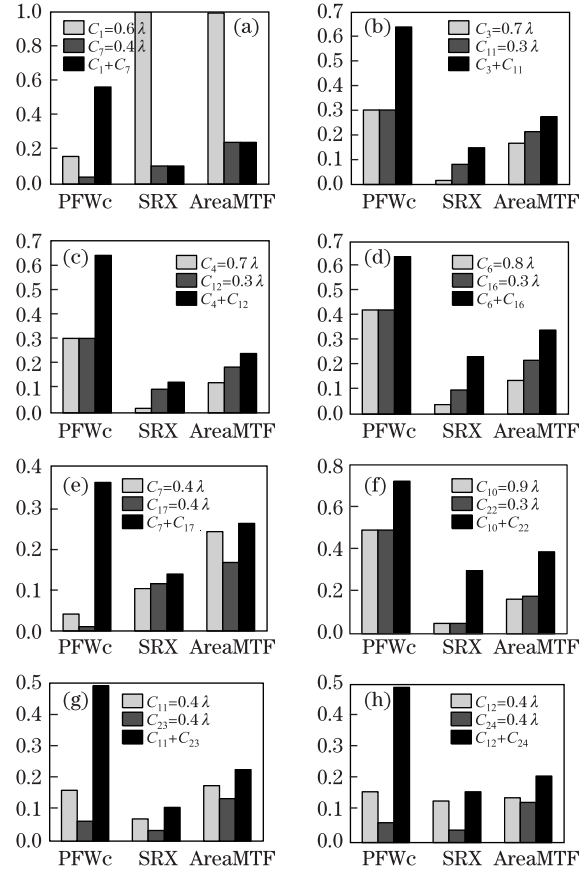 (a)
C₁=0.6λ
C₇=0.4λ
C₁+C₇
1.0
0.8
0.6
0.4
0.2
0.0
PFWc SRX AreaMTF
(b)
C₃=0.7λ
C₁₁=0.3λ
C₃+C₁₁
0.7
0.6
0.5
0.4
0.3
0.2
0.1
0.0
PFWc SRX AreaMTF
(c)
C₄=0.7λ
C₁₂=0.3λ
C₄+C₁₂
0.7
0.6
0.5
0.4
0.3
0.2
0.1
0.0
PFWc SRX AreaMTF
(d)
C₆=0.8λ
C₁₆=0.3λ
C₆+C₁₆
0.7
0.6
0.5
0.4
0.3
0.2
0.1
0.0
PFWc SRX AreaMTF
(e)
C₇=0.4λ
C₁₇=0.4λ
C₇+C₁₇
0.4
0.3
0.2
0.1
0.0
PFWc SRX AreaMTF
(f)
C₁₀=0.9λ
C₂₂=0.3λ
C₁₀+C₂₂
0.8
0.6
0.4
0.2
0.0
PFWc SRX AreaMTF
(g)
C₁₁=0.4λ
C₂₃=0.4λ
C₁₁+C₂₃
0.5
0.4
0.3
0.2
0.1
0.0
PFWc SRX AreaMTF
(h)
C₁₂=0.4λ
C₂₄=0.4λ
C₁₂+C₂₄
0.5
0.4
0.3
0.2
0.1
0.0
PFWc SRX AreaMTF